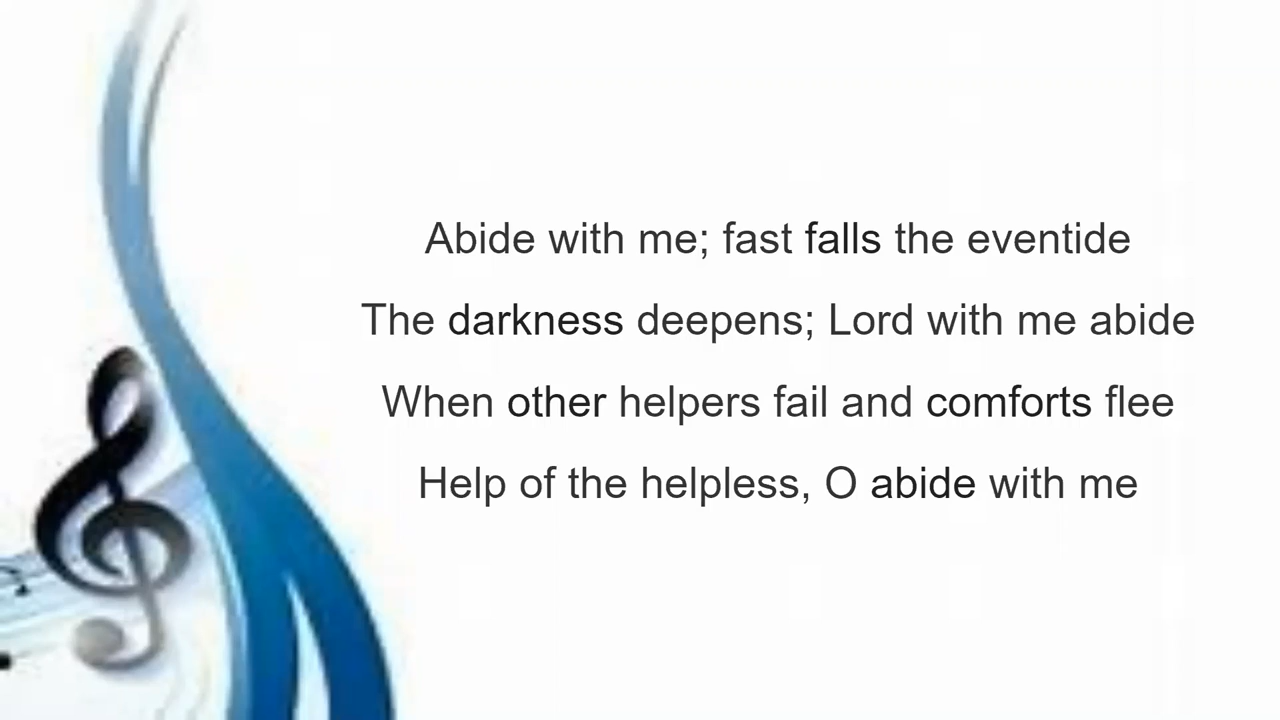 Abide with me; fast falls the eventide
The darkness deepens; Lord with me abide
When other helpers fail and comforts flee
Help of the helpless, O abide with me